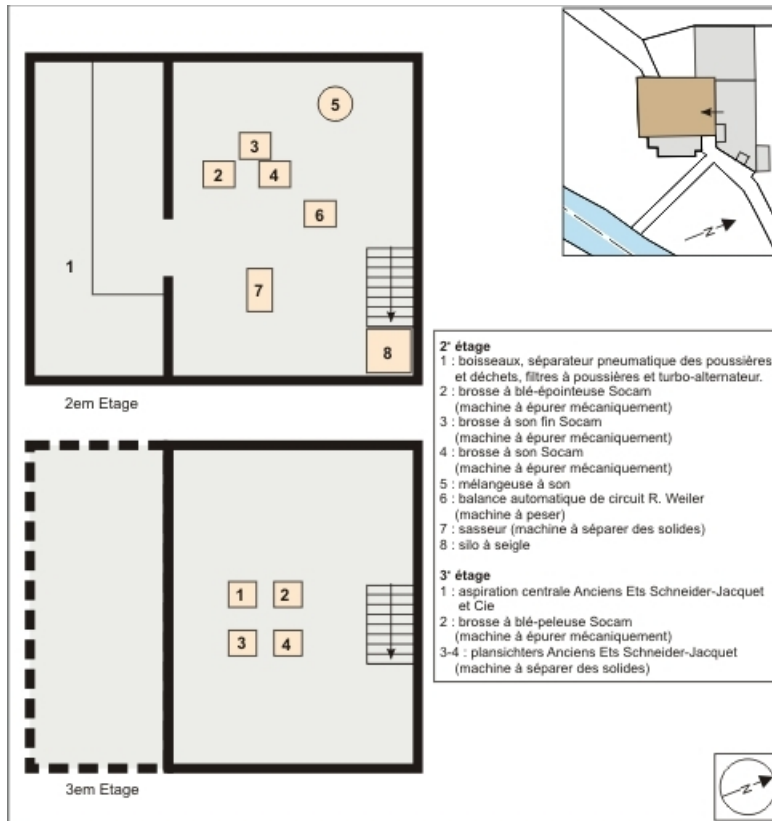 5
3
2
4
6
1
7
8
2em Etage
1
2
3
4
3em Etage
N
2ᵉ étage
1 : boisseaux, séparateur pneumatique des poussières
et déchets, filtres à poussières et turbo-alternateur.
2 : brosse à blé-épointeuse Socam
(machine à épurer mécaniquement)
3 : brosse à son fin Socam
(machine à épurer mécaniquement)
4 : brosse à son Socam
(machine à épurer mécaniquement)
5 : mélangeuse à son
6 : balance automatique de circuit R. Weiler
(machine à peser)
7 : sasseur (machine à séparer des solides)
8 : silo à seigle
3ᵉ étage
1 : aspiration centrale Anciens Ets Schneider-Jacquet
et Cie
2 : brosse à blé-peleuse Socam
(machine à épurer mécaniquement)
3-4 : plansichters Anciens Ets Schneider-Jacquet
(machine à séparer des solides)
N